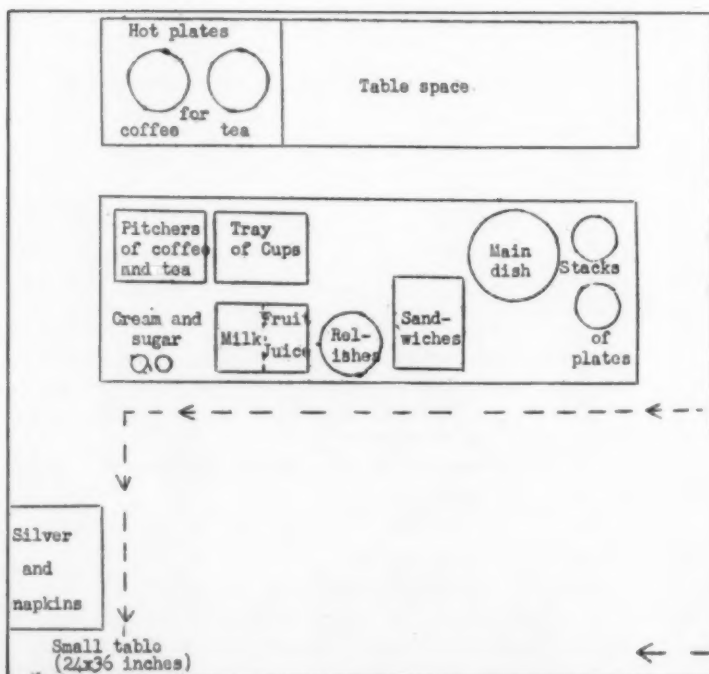 Hot plates
for
coffee tea
Table space
Pitchers
of coffee
and tea
Tray
of Cups
Main
dish
Stacks
of
plates
Cream and
sugar
Milk
Fruit
Juice
Rel-
ishes
Sand-
wiches
Silver
and
napkins
Small table
(24x36 inches)